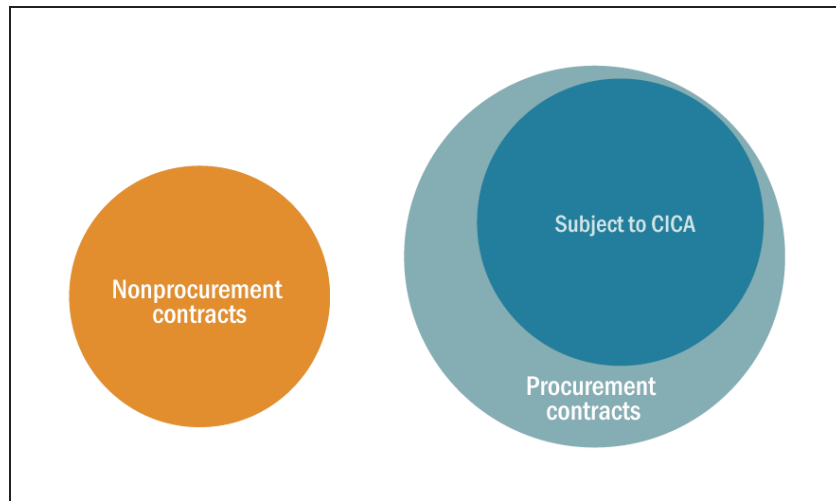 Nonprocurement
contracts
Subject to CICA
Procurement
contracts